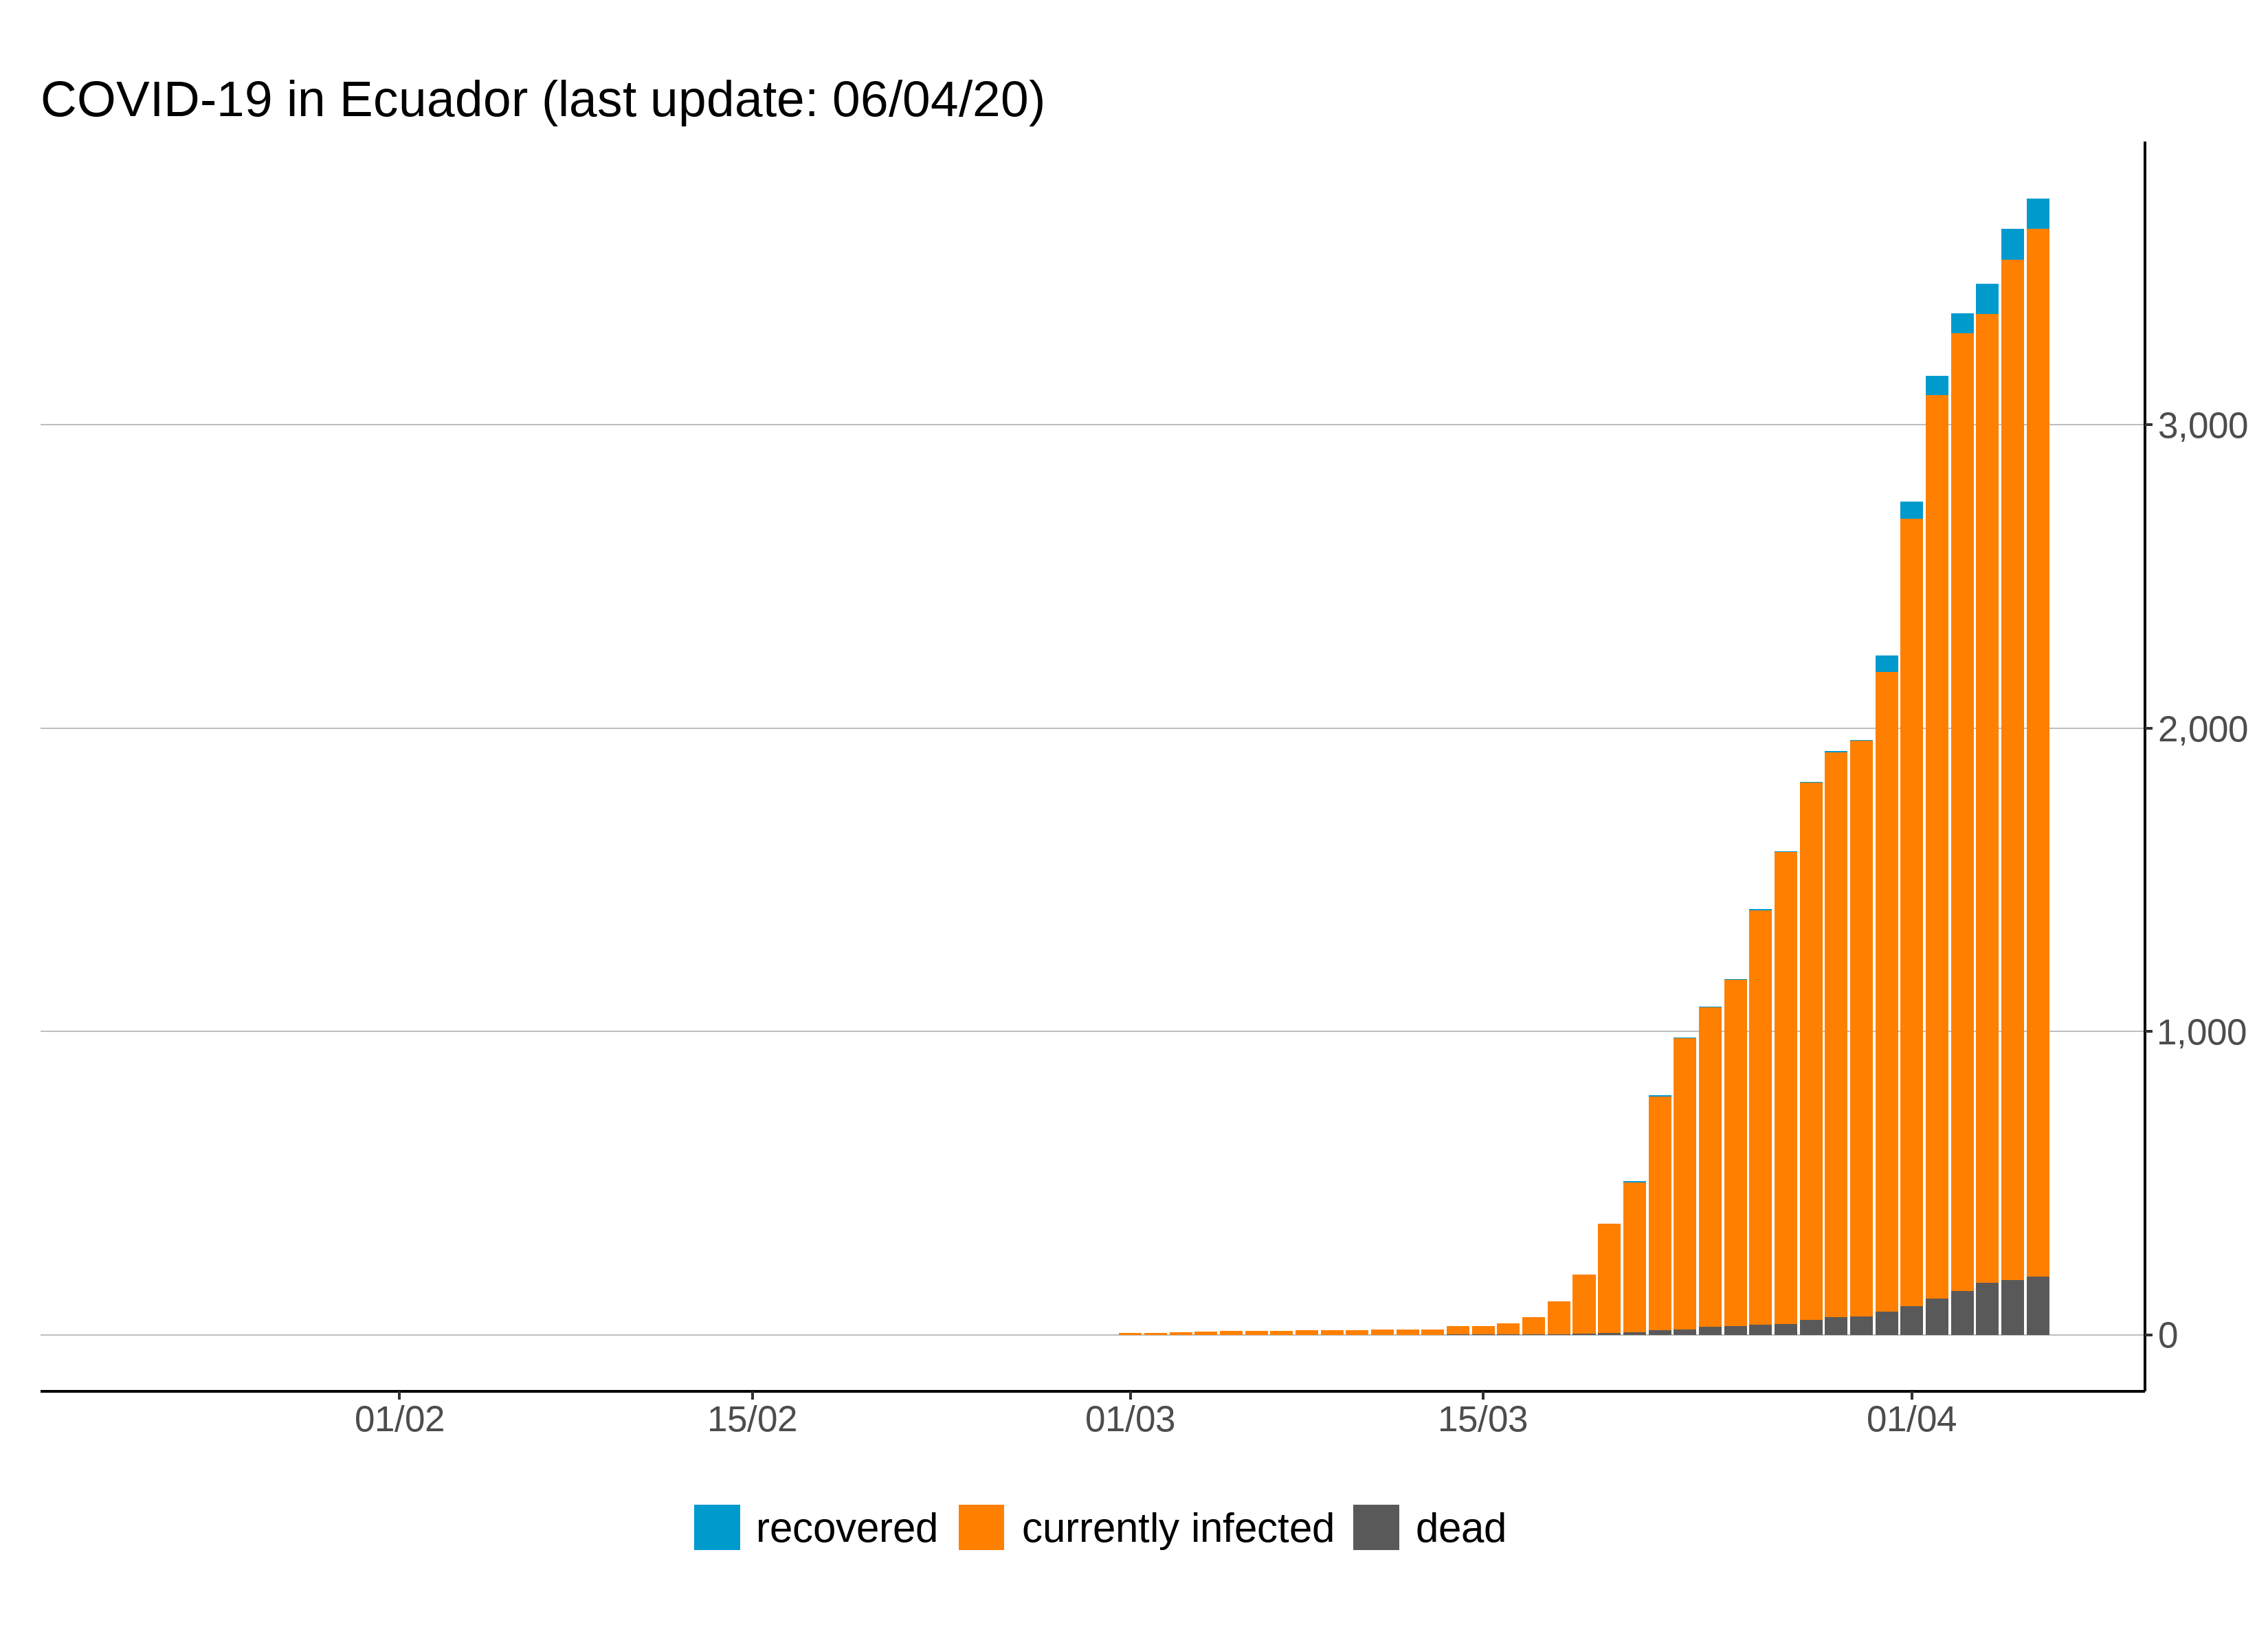 COVID-19 in Ecuador (last update: 06/04/20)
3,000
2,000
1,000
0
01/02 15/02 01/03 15/03 01/04
recovered currently infected dead